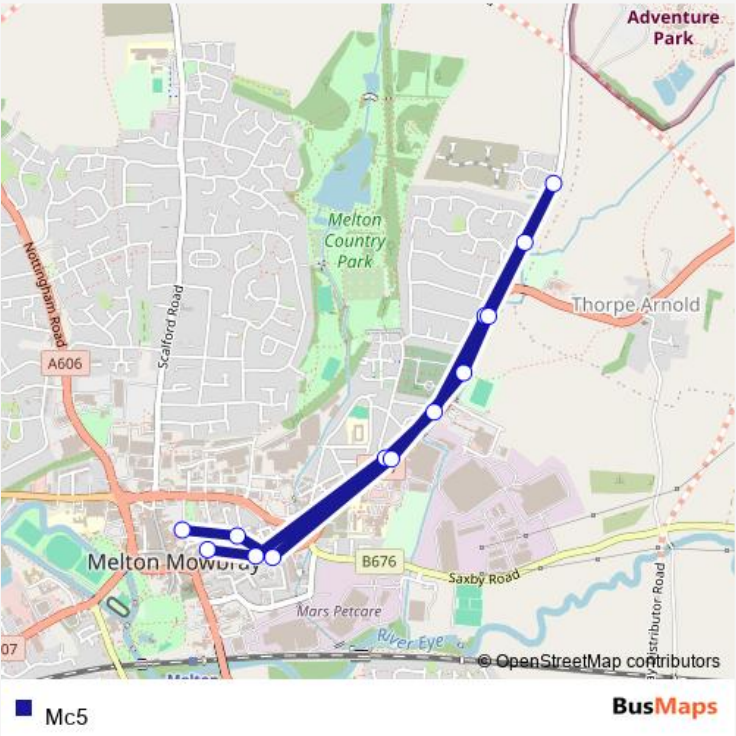 Adventure
Park
Melton
Country
Park
Nottingham Road
Scalford Road
Thorpe Arnold
A606
Melton Mowbray
B676
Saxby Road
Mars Petcare
River Eye
07
Distributor Road
© OpenStreetMap contributors
Melton
Mc5
BusMaps